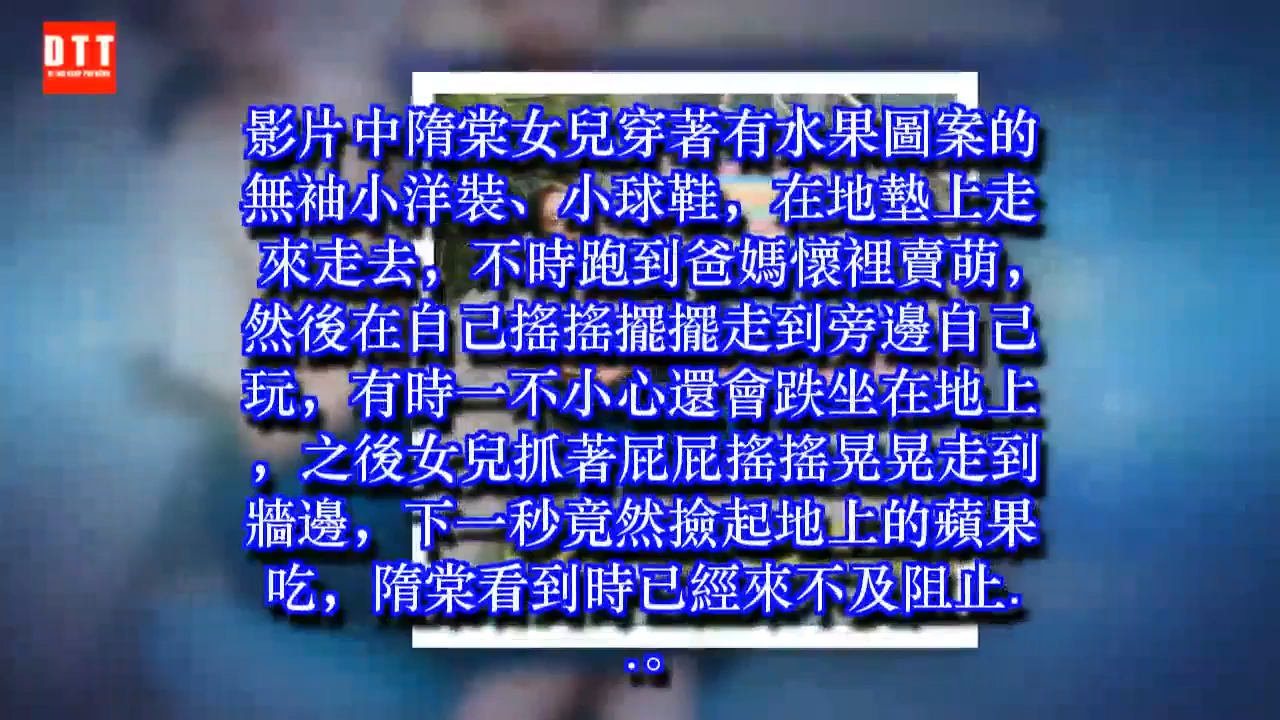 DTT
影片中隋棠女兒穿著有水果圖案的
無袖小洋裝、小球鞋，在地墊上走
來走去，不時跑到爸媽懷裡賣萌，
然後在自己搖搖擺擺走到旁邊自己
玩，有時一不小心還會跌坐在地上
，之後女兒抓著屁屁搖搖晃晃走到
牆邊，下一秒竟然撿起地上的蘋果
吃，隋棠看到時已經來不及阻止.
.。